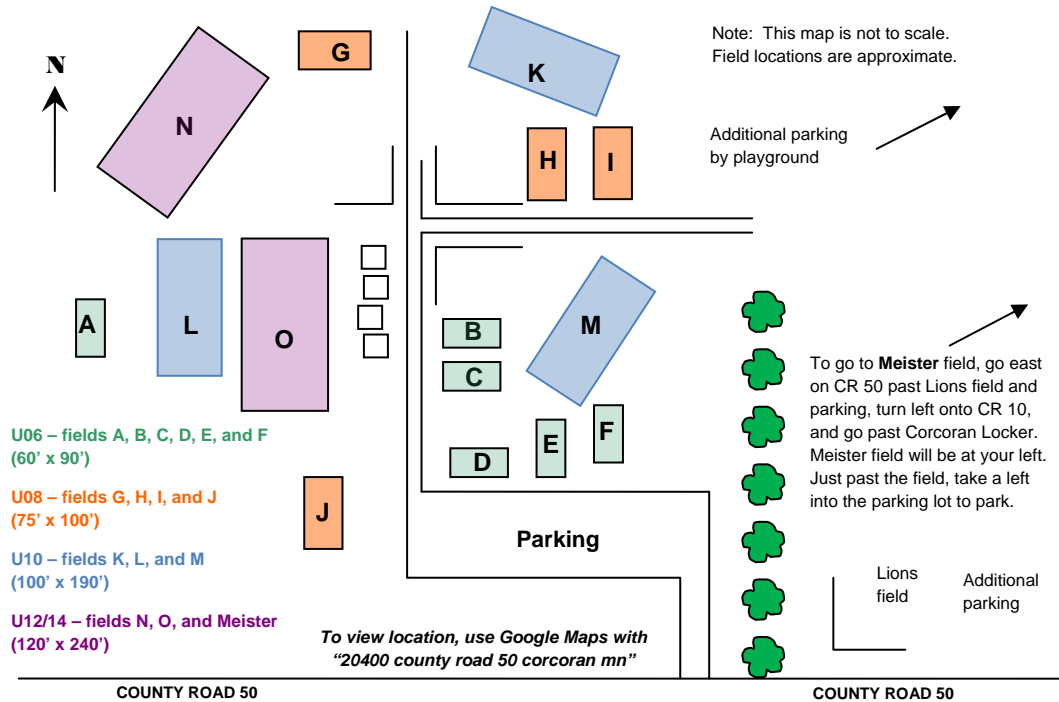 Note: This map is not to scale.
Field locations are approximate.
N
G
K
N
Additional parking
by playground
H
I
A
L
O
B
M
C
To go to Meister field, go east
on CR 50 past Lions field and
parking, turn left onto CR 10,
and go past Corcoran Locker.
Meister field will be at your left.
Just past the field, take a left
into the parking lot to park.
D
E
F
U06 – fields A, B, C, D, E, and F
(60’ x 90’)
U08 – fields G, H, I, and J
(75’ x 100’)
U10 – fields K, L, and M
(100’ x 190’)
U12/14 – fields N, O, and Meister
(120’ x 240’)
J
Parking
Lions
field
Additional
parking
To view location, use Google Maps with
“20400 county road 50 corcoran mn”
COUNTY ROAD 50
COUNTY ROAD 50